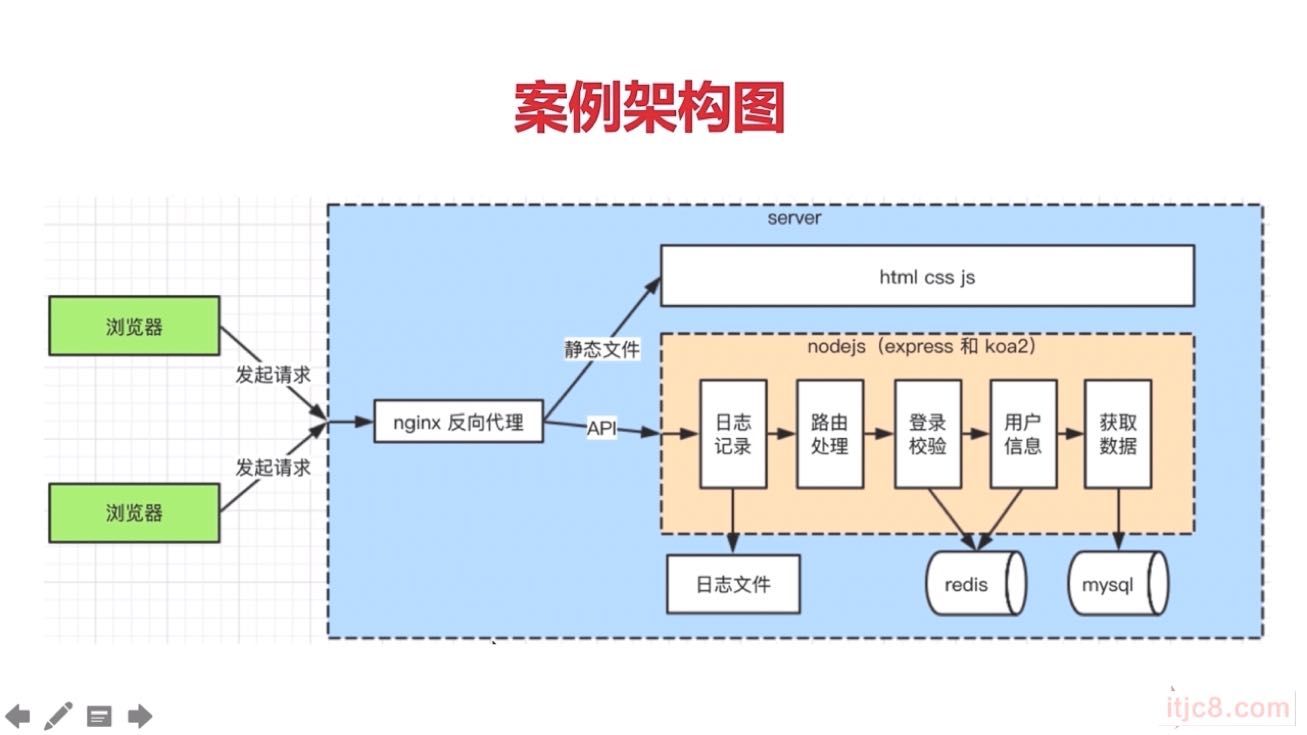 案例架构图
server
html css js
浏览器
发起请求
静态文件
nodejs（express 和 koa2）
nginx 反向代理
API
日志
记录
路由
处理
登录
校验
用户
信息
获取
数据
发起请求
浏览器
日志文件
redis
mysql
itjc8.com